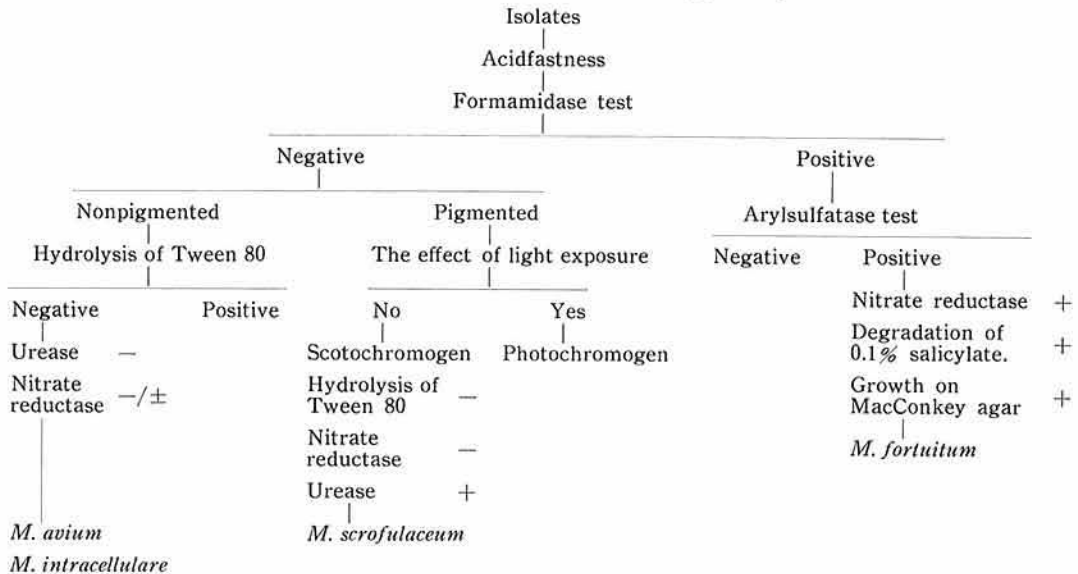 Isolates
Acidfastness
Formamidase test
Negative
Positive
Nonpigmented
Pigmented
Arylsulfatase test
Hydrolysis of Tween 80
The effect of light exposure
Negative
Positive
Negative
Positive
No
Yes
Urease −
Nitrate
reductase −/±
M. avium
M. intracellulare
Scotochromogen
Photochromogen
Hydrolysis of
Tween 80 −
Nitrate
reductase −
Urease +
M. scrofulaceum
Nitrate reductase +
Degradation of
0.1% salicylate. +
Growth on
MacConkey agar +
M. fortuitum